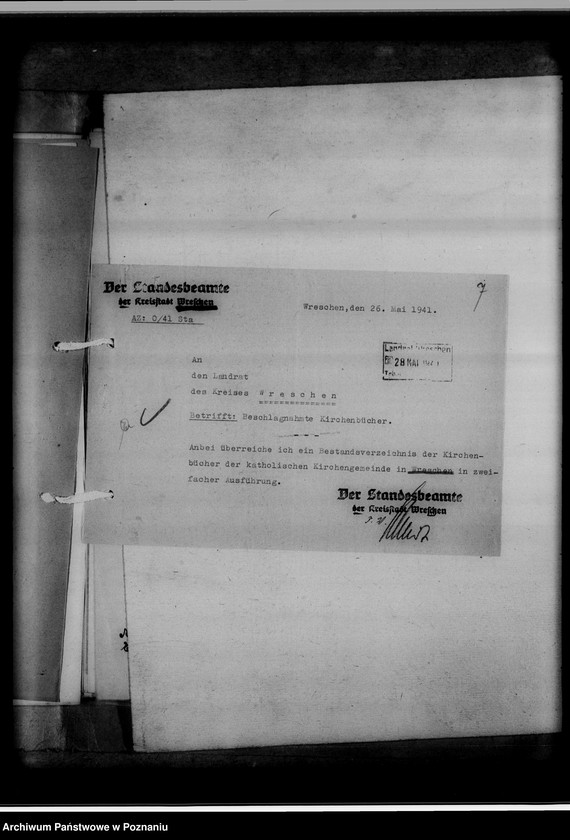 7
Der Standesbeamte
der Kreisstadt Wreschen
AZ: 0/41 Sta
Wreschen,den 26. Mai 1941.
Landrat Wreschen
28 MAI 1941
An
den Landrat
des Kreises W r e s c h e n
Betrifft: Beschlagnahmte Kirchenbücher.
Anbei überreiche ich ein Bestandsverzeichnis der Kirchen-
bücher der katholischen Kirchengemeinde in Wreschen in zwei-
facher Ausführung.
Der Standesbeamte
der Kreisstadt Wreschen
Archiwum Państwowe w Poznaniu